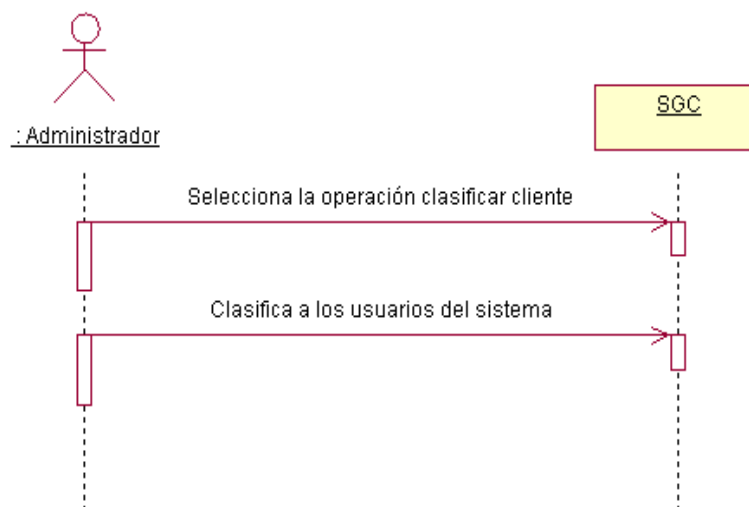 : Administrador
SGC
Selecciona la operación clasificar cliente
Clasifica a los usuarios del sistema